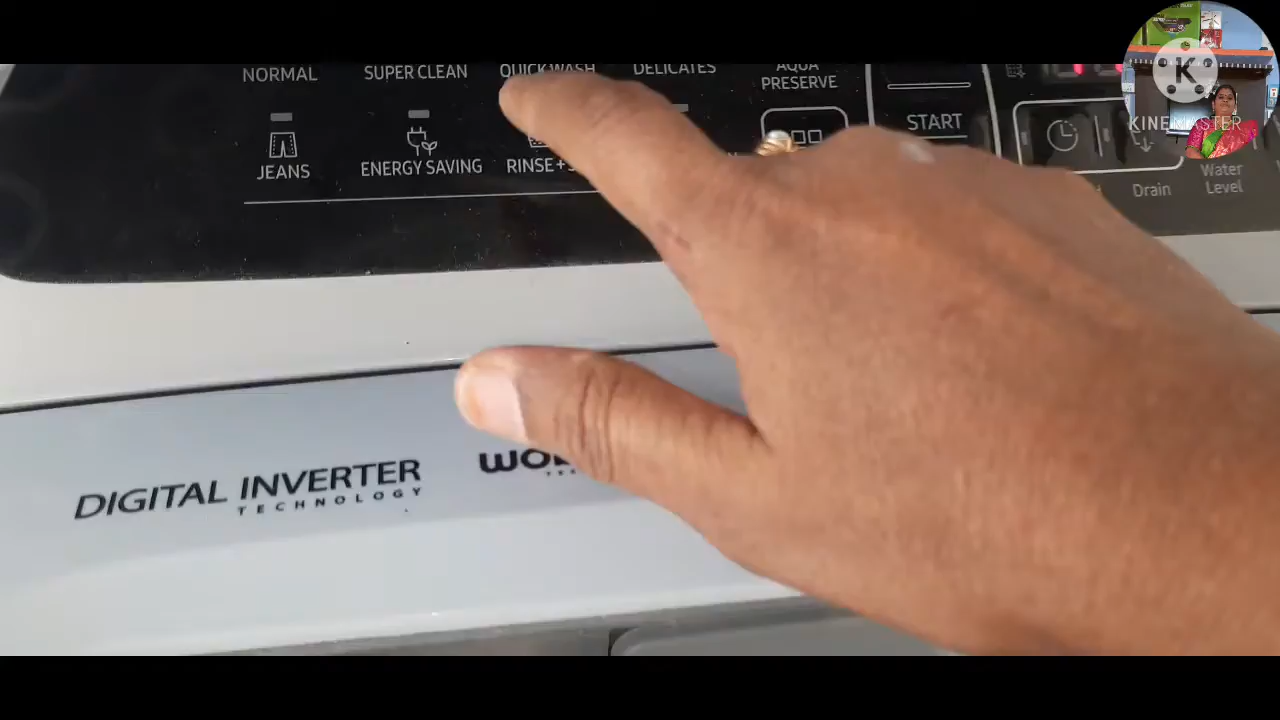 NORMAL
SUPER CLEAN
QUICK WASH
DELICATES
AQUA
PRESERVE
START
JEANS
ENERGY SAVING
RINSE+
Drain
Water
Level
K
KINEMASTER
DIGITAL INVERTER
TECHNOLOGY